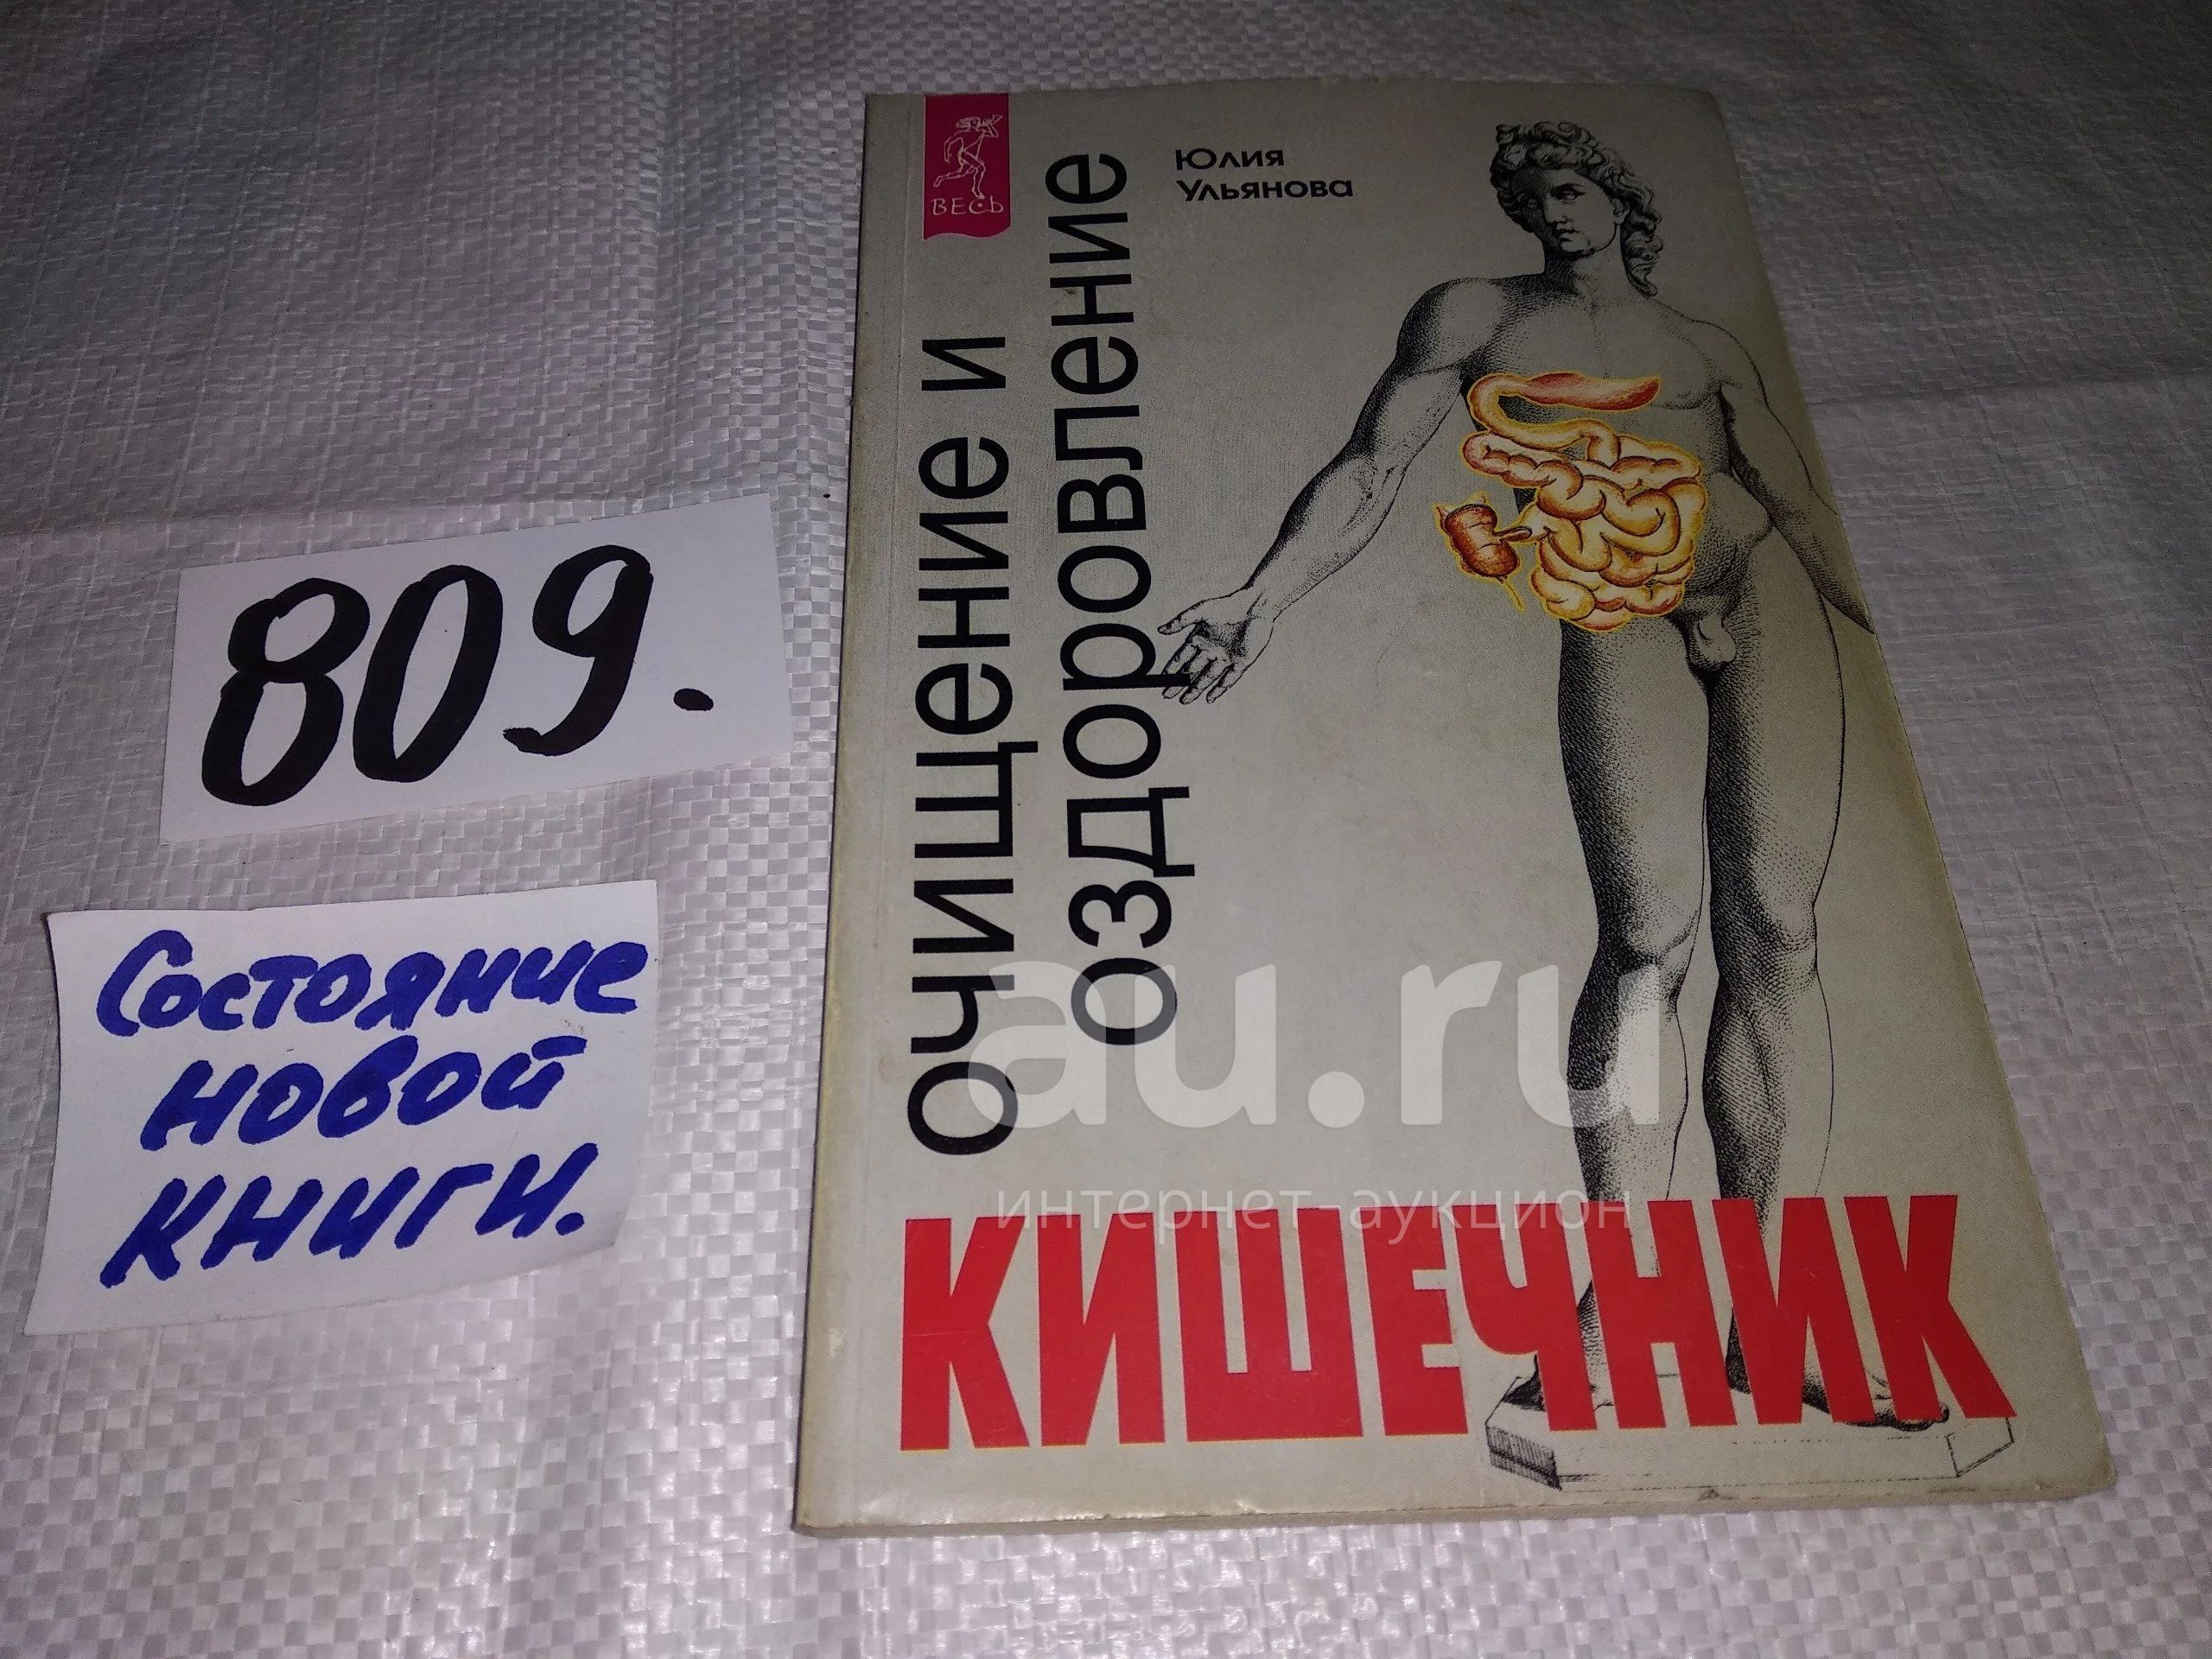 809.
Состояние
новой
книги.
ВЕСЬ
Юлия
Ульянова
Очищение и
оздоровление
КИШЕЧНИК
au.ru
интернет-аукцион